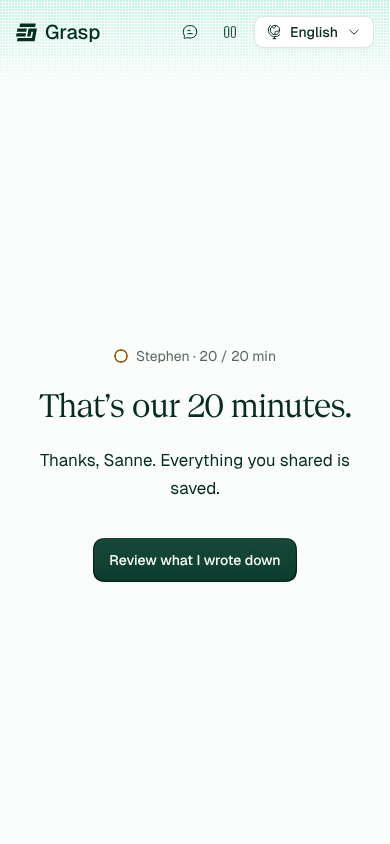 Grasp
English
Stephen · 20 / 20 min
That’s our 20 minutes.
Thanks, Sanne. Everything you shared is
saved.
Review what I wrote down